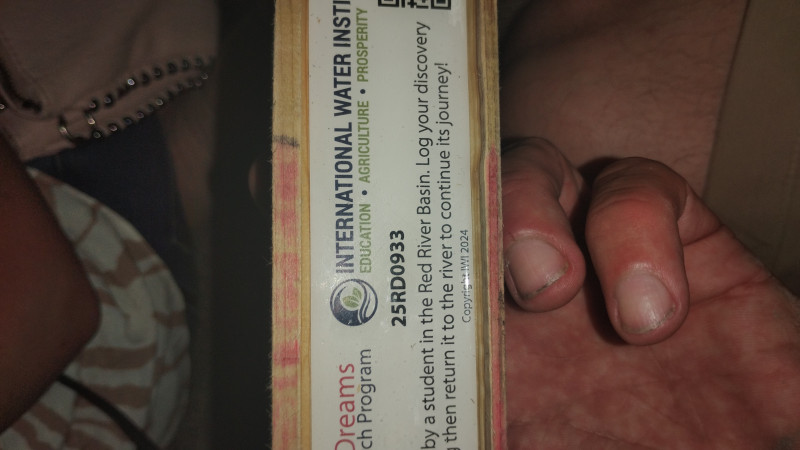 Dreams
ch Program
INTERNATIONAL WATER INSTI
EDUCATION • AGRICULTURE • PROSPERITY
25RD0933
by a student in the Red River Basin. Log your discovery
then return it to the river to continue its journey!
Copyright IWI 2024